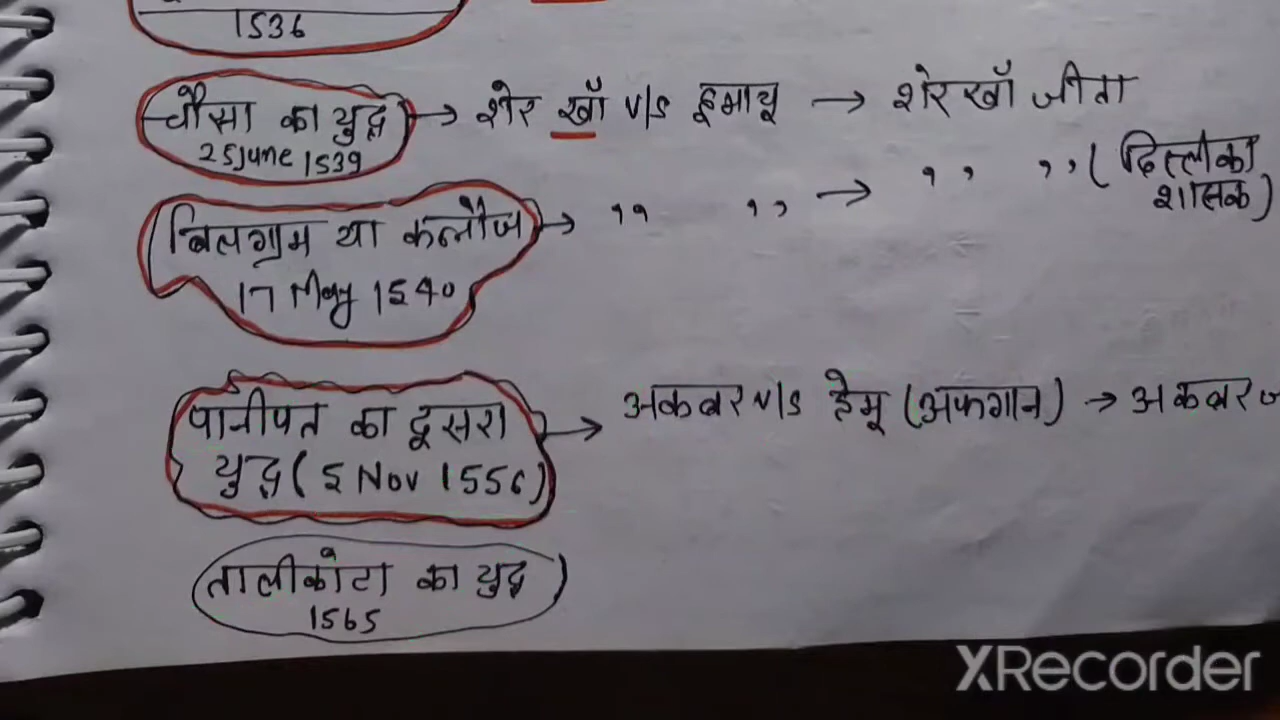 1536
चौसा का युद्ध → शेर खाँ v/s हुमायू → शेरखाँ जीता
25 June 1539
बिलग्राम या कन्नौज → ,, ,, → ,, ,, (दिल्ली का
शासक)
17 May 1540
पानीपत का दूसरा → अकबर v/s हेमू (अफगान) → अकबर ज
युद्ध (5 Nov 1556)
तालीकोटा का युद्ध
1565
XRecorder